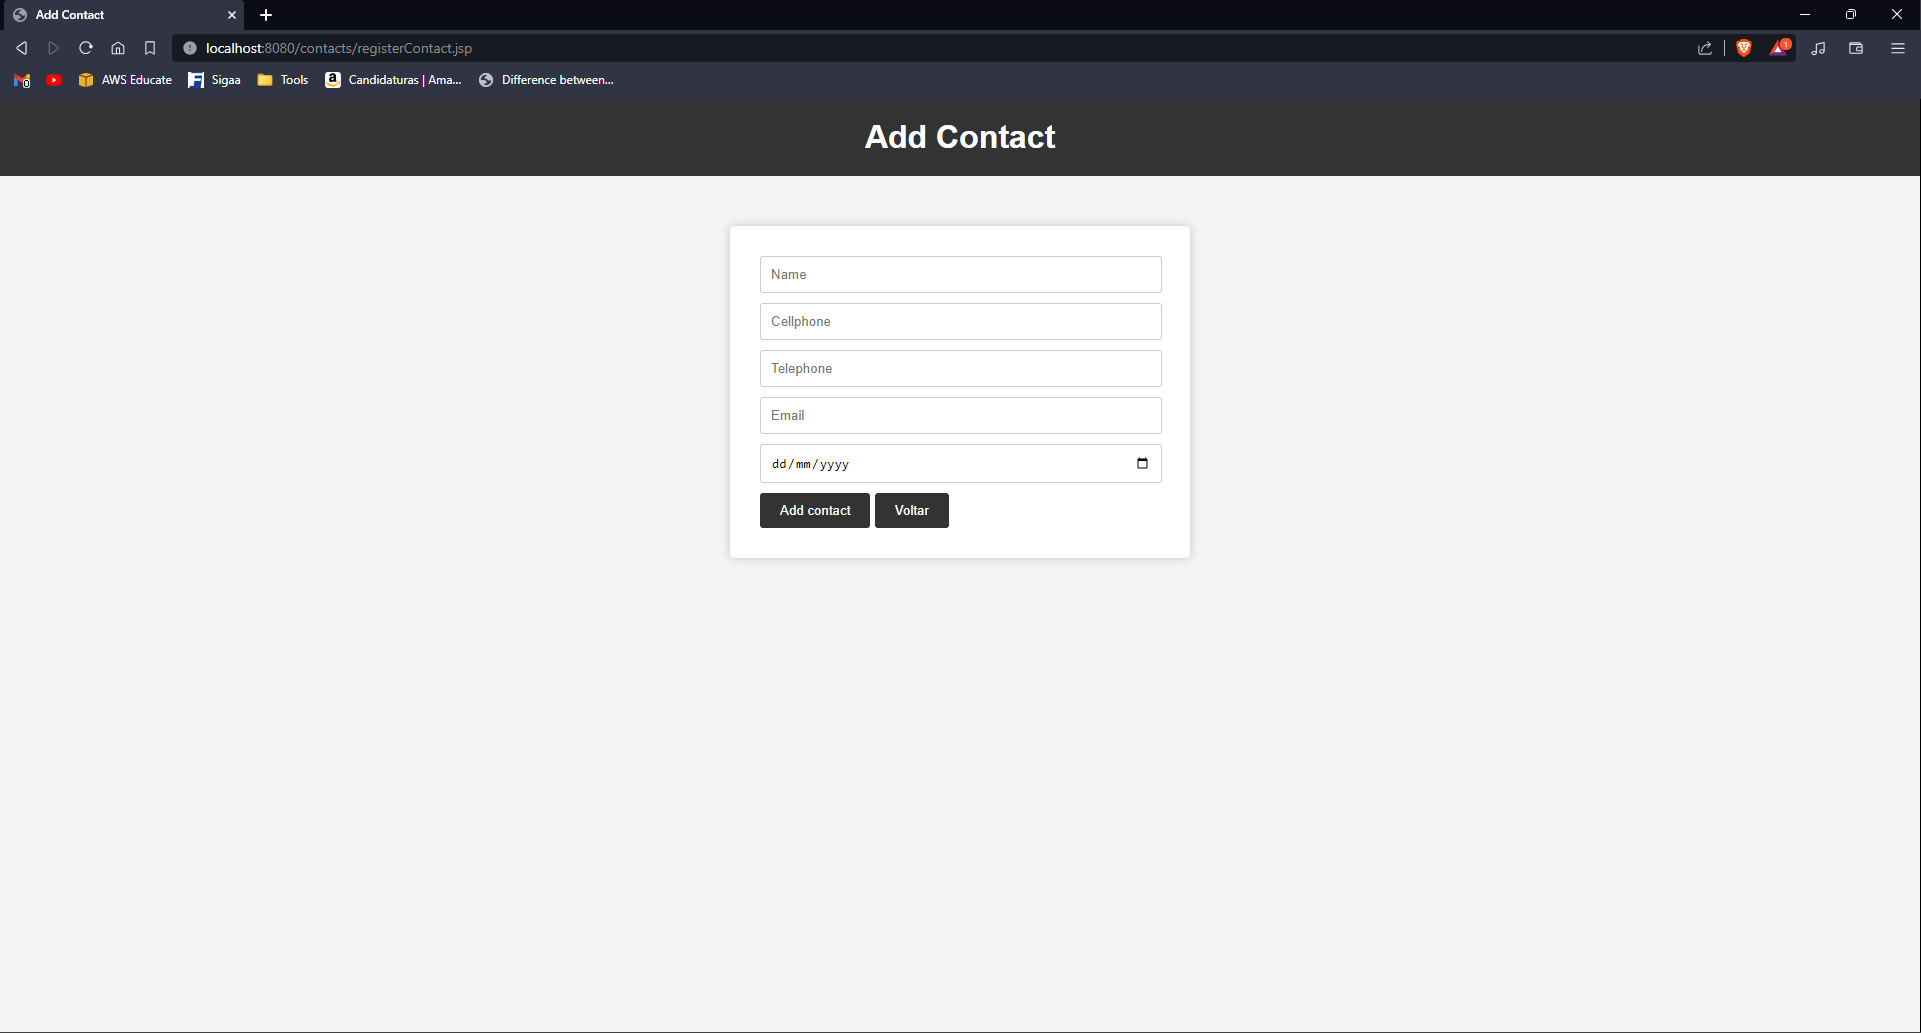 Add Contact
localhost:8080/contacts/registerContact.jsp
1
AWS Educate Sigaa Tools Candidaturas | Ama... Difference between...
Add Contact
Name
Cellphone
Telephone
Email
dd/mm/yyyy
Add contact Voltar